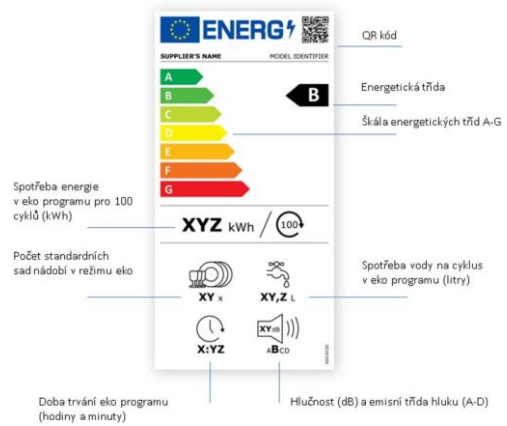 ENERG
QR kód
SUPPLIER'S NAME MODEL IDENTIFIER
A
B
B
Energetická třída
C
D
Škála energetických tříd A-G
E
F
G
Spotřeba energie
v eko programu pro 100
cyklů (kWh)
XYZ kWh / 100
Počet standardních
sad nádobí v režimu eko
XY x
XY,Z L
Spotřeba vody na cyklus
v eko programu (litry)
X:YZ
XY dB
ABCD
Doba trvání eko programu
(hodiny a minuty)
Hlučnost (dB) a emisní třída hluku (A-D)